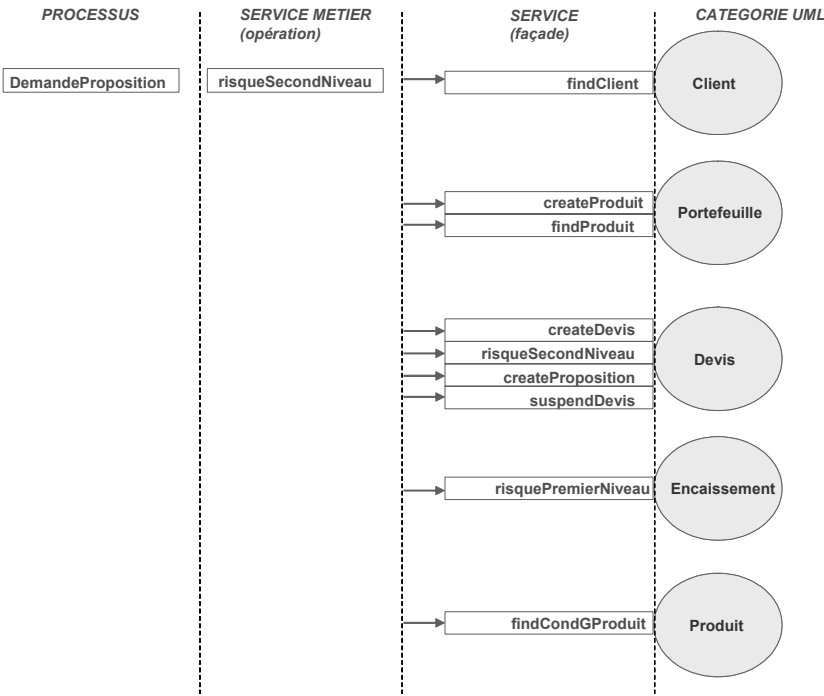 PROCESSUS
SERVICE METIER
(opération)
SERVICE
(façade)
CATEGORIE UML
DemandeProposition
risqueSecondNiveau
findClient
Client
createProduit
findProduit
Portefeuille
createDevis
risqueSecondNiveau
createProposition
suspendDevis
Devis
risquePremierNiveau
Encaissement
findCondGProduit
Produit